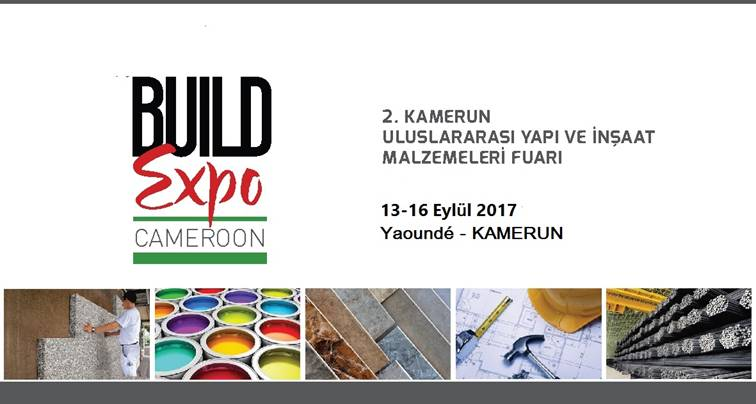 BUILD
Expo
CAMEROON
2. KAMERUN
ULUSLARARASI YAPI VE İNŞAAT
MALZEMELERİ FUARI
13-16 Eylül 2017
Yaoundé - KAMERUN